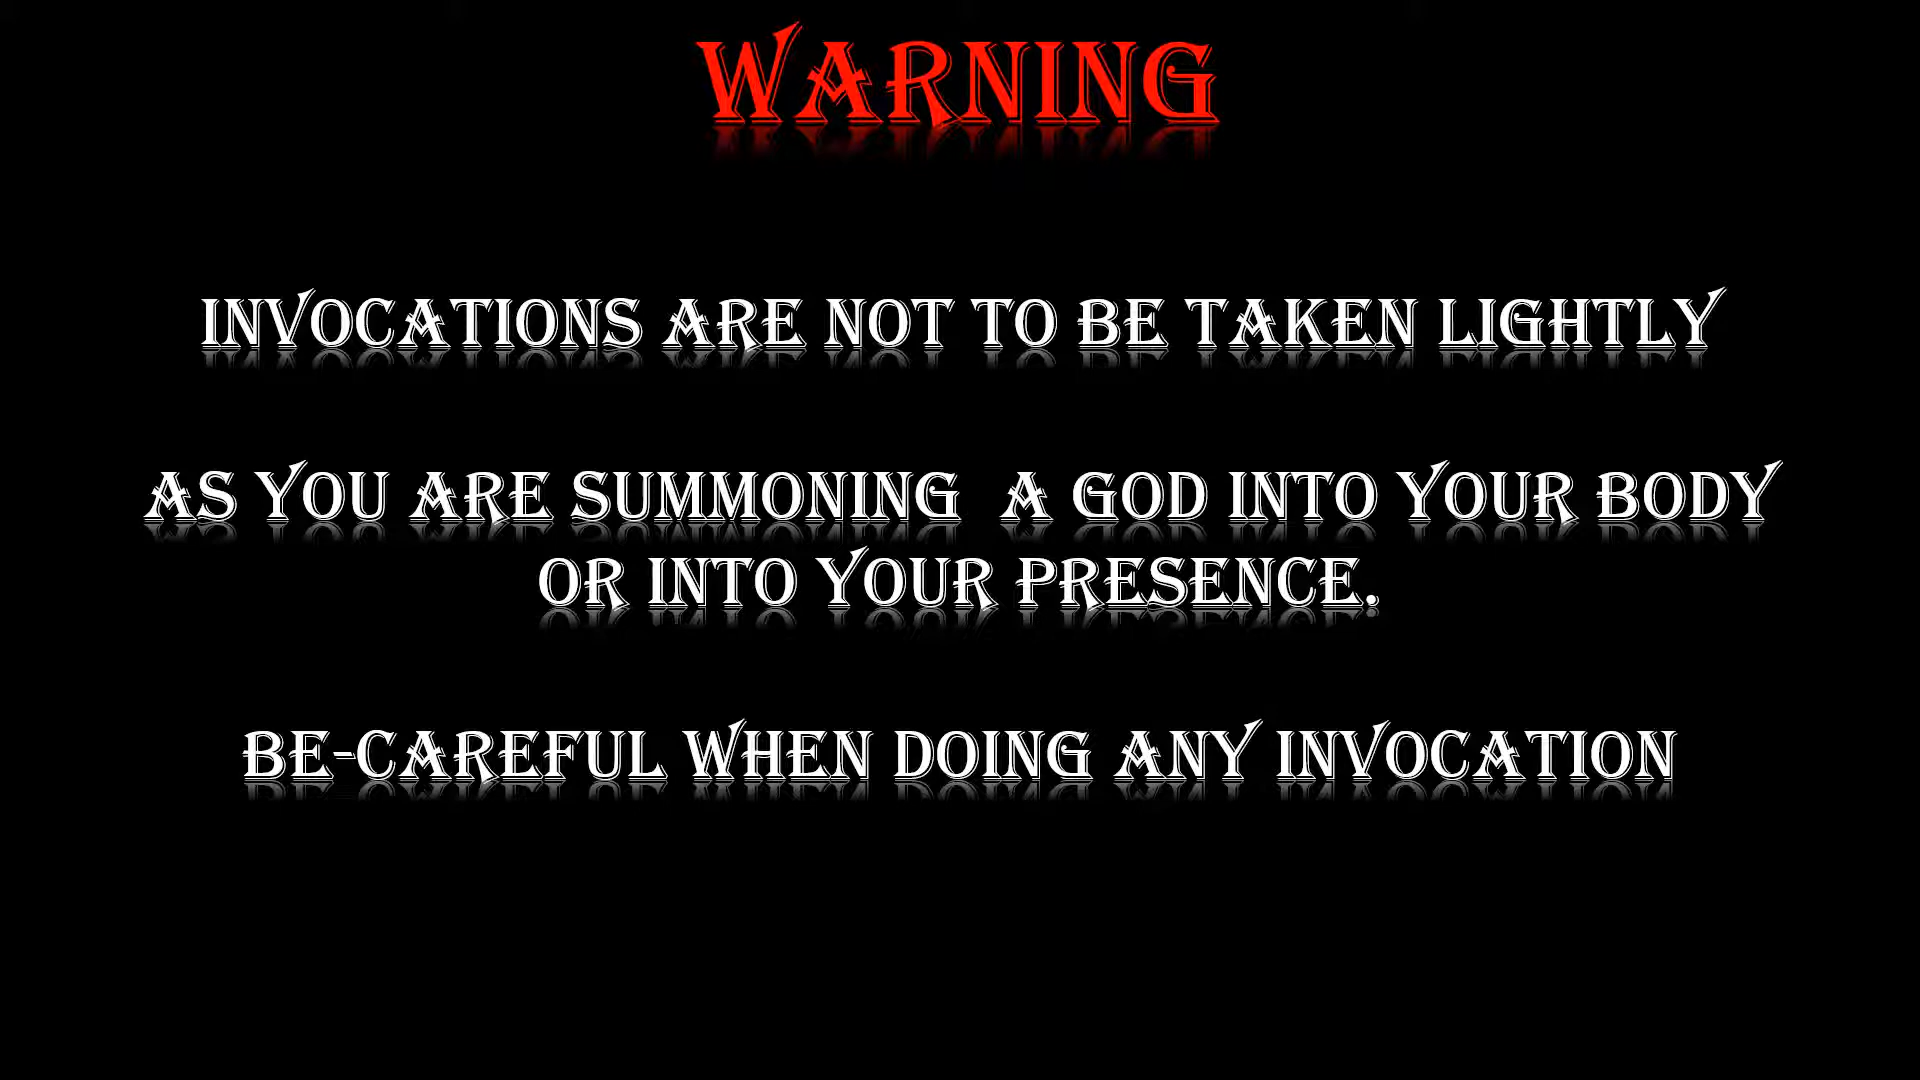 WARNING
INVOCATIONS ARE NOT TO BE TAKEN LIGHTLY
AS YOU ARE SUMMONING  A GOD INTO YOUR BODY
OR INTO YOUR PRESENCE.
BE-CAREFUL WHEN DOING ANY INVOCATION